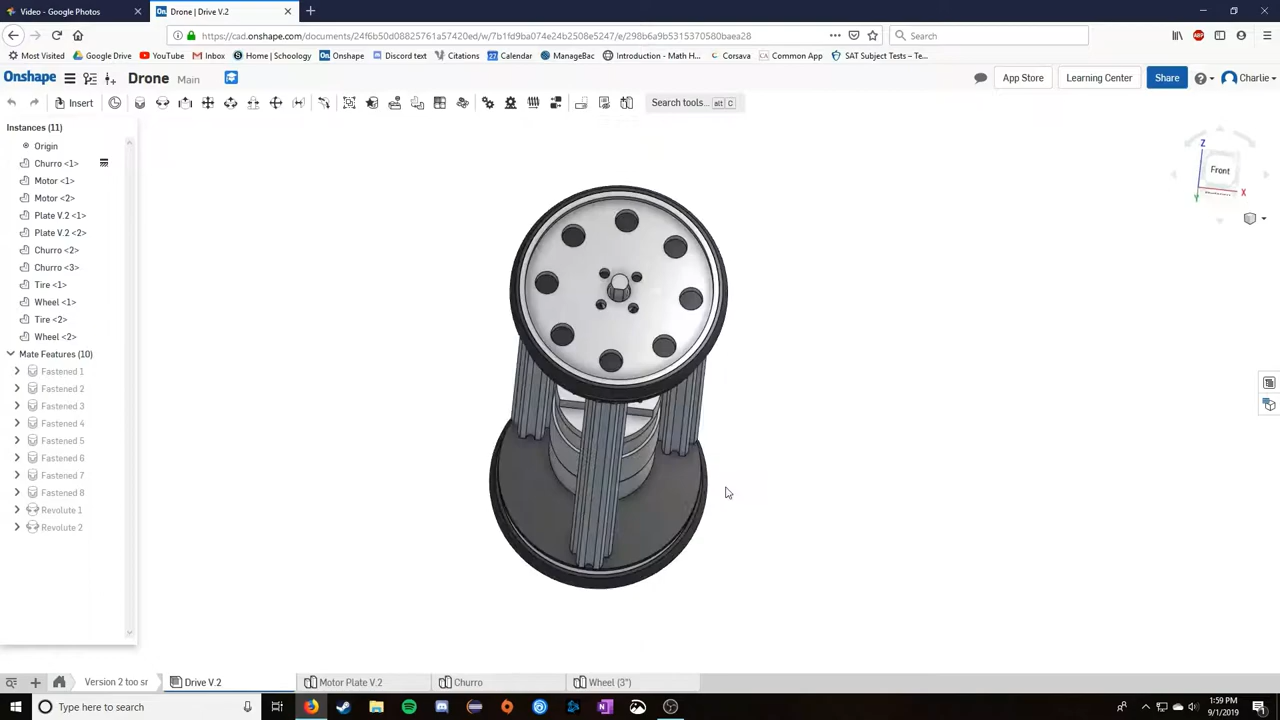 Video - Google Photos
Drone | Drive V.2
https://cad.onshape.com/documents/24f6b50d08825761a57420ed/w/7b1fd9ba074e24b2508e5247/e/298b6a9b5315370580baea28
Search
Most Visited
Google Drive
YouTube
Inbox
Home | Schoology
Onshape
Discord text
Citations
Calendar
ManageBac
Introduction - Math H...
Corsava
Common App
SAT Subject Tests – Te...
Onshape
Drone
Main
App Store
Learning Center
Share
Charlie
Insert
Search tools... alt C
Instances (11)
Origin
Churro <1>
Motor <1>
Motor <2>
Plate V.2 <1>
Plate V.2 <2>
Churro <2>
Churro <3>
Tire <1>
Wheel <1>
Tire <2>
Wheel <2>
Mate Features (10)
Fastened 1
Fastened 2
Fastened 3
Fastened 4
Fastened 5
Fastened 6
Fastened 7
Fastened 8
Revolute 1
Revolute 2
Z
Front
X
Y
Version 2 too sr
Drive V.2
Motor Plate V.2
Churro
Wheel (3")
Type here to search
1:59 PM
9/1/2019